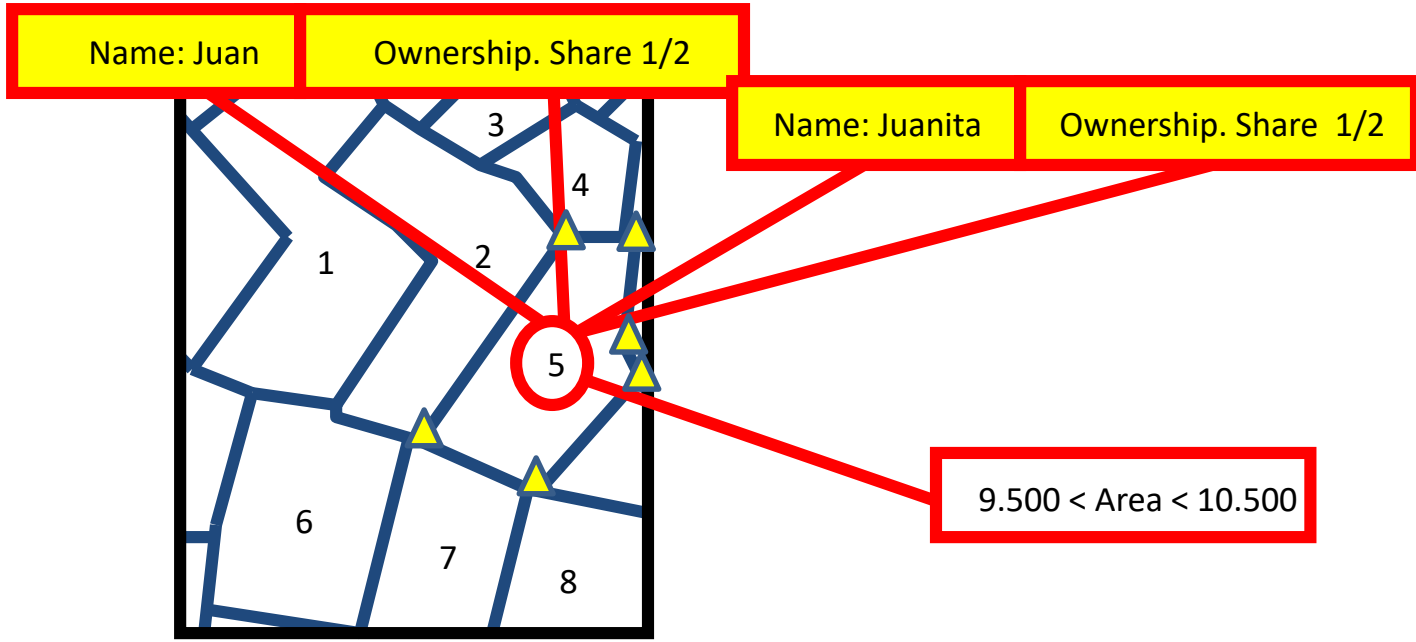 Name: Juan
Ownership. Share 1/2
Name: Juanita
Ownership. Share 1/2
3
4
1
2
5
9.500 < Area < 10.500
6
7
8